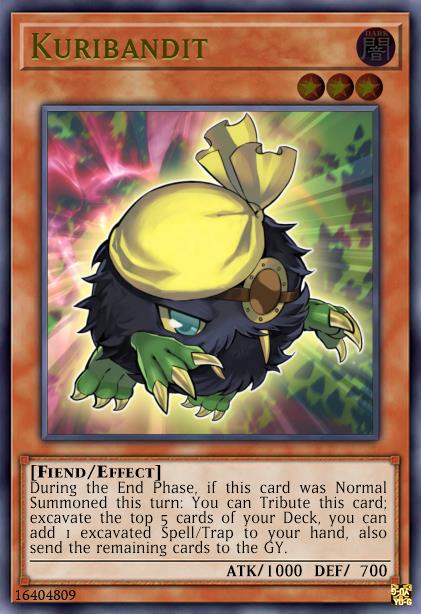 Kuribandit
DARK
闇
[Fiend/Effect]
During the End Phase, if this card was Normal
Summoned this turn: You can Tribute this card;
excavate the top 5 cards of your Deck, you can
add 1 excavated Spell/Trap to your hand, also
send the remaining cards to the GY.
ATK/1000 DEF/ 700
16404809